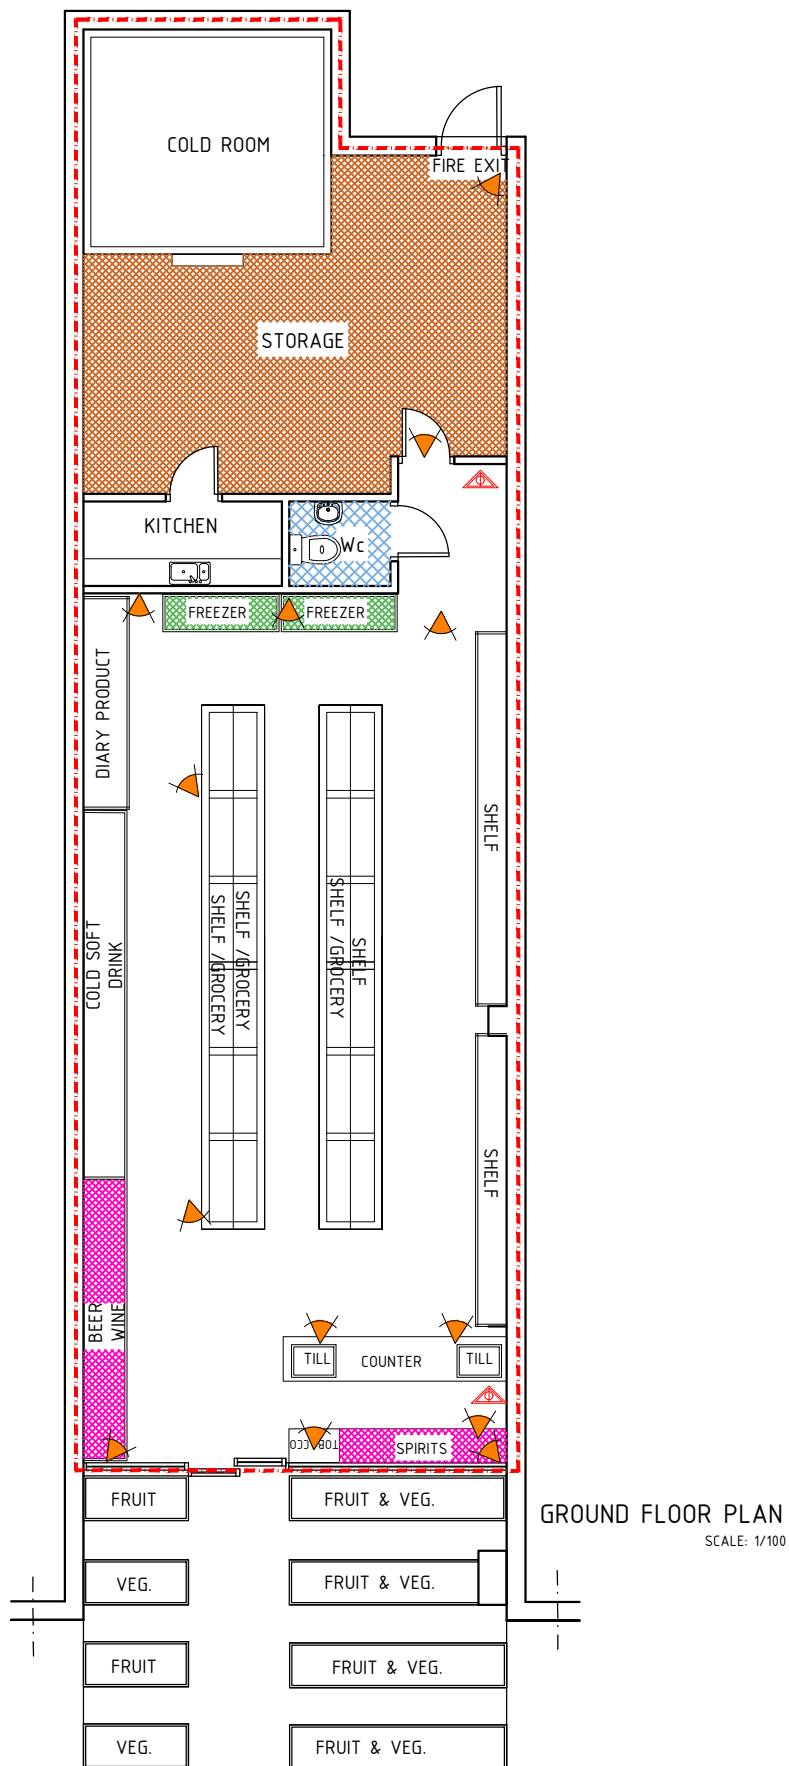 COLD ROOM
FIRE EXIT
STORAGE
KITCHEN
Wc
FREEZER
FREEZER
DIARY PRODUCT
SHELF
COLD SOFT
DRINK
SHELF /GROCERY
SHELF /GROCERY
SHELF /GROCERY
SHELF
SHELF
BEER
WINE
TILL
COUNTER
TILL
TOBACCO
SPIRITS
FRUIT
FRUIT & VEG.
GROUND FLOOR PLAN
SCALE: 1/100
VEG.
FRUIT & VEG.
FRUIT
FRUIT & VEG.
VEG.
FRUIT & VEG.